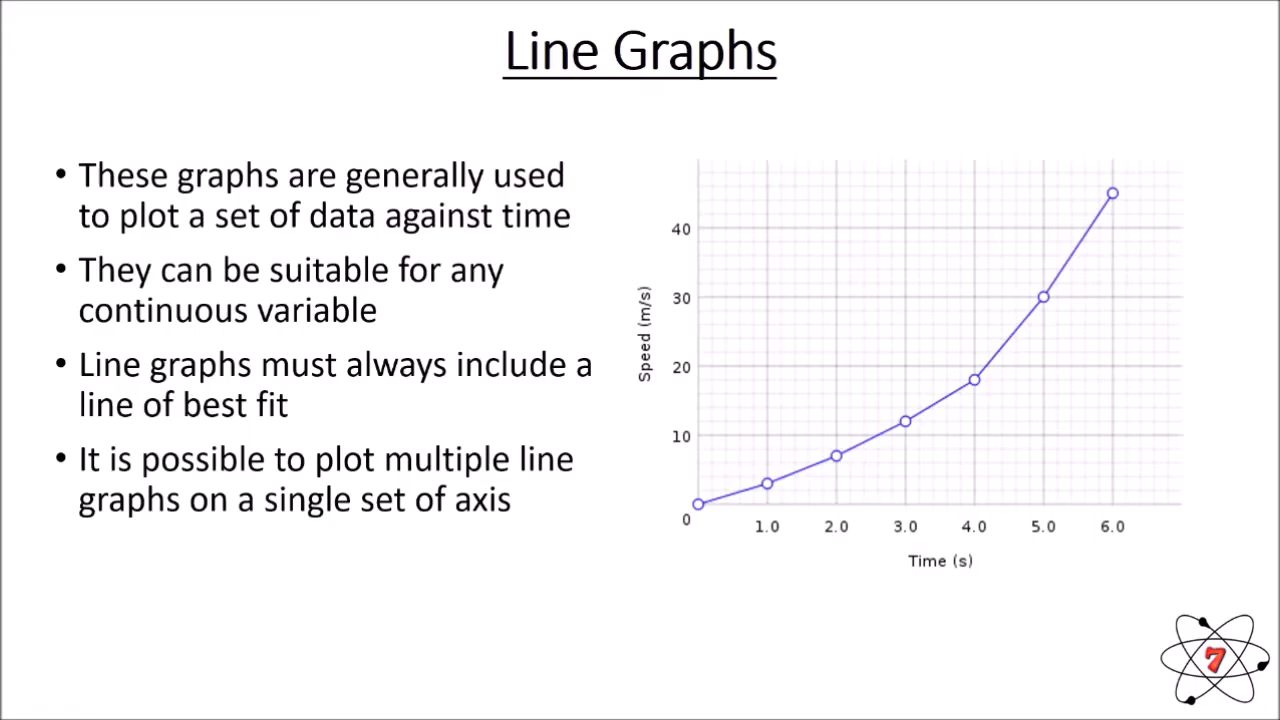 Line Graphs
• These graphs are generally used
to plot a set of data against time
• They can be suitable for any
continuous variable
• Line graphs must always include a
line of best fit
• It is possible to plot multiple line
graphs on a single set of axis
40
30
20
10
0
Speed (m/s)
1.0 2.0 3.0 4.0 5.0 6.0
Time (s)
7